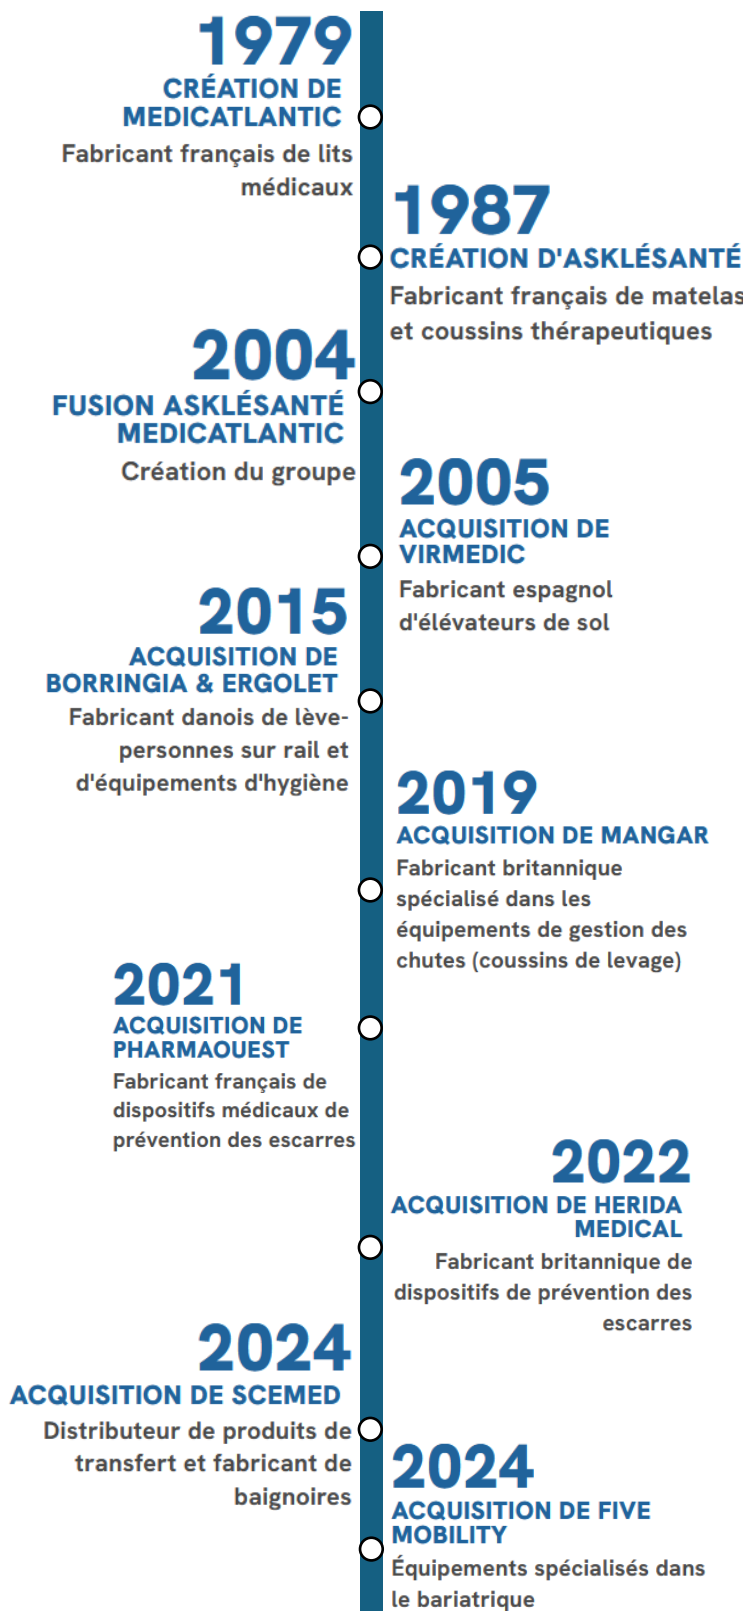 1979
CRÉATION DE
MEDICATLANTIC
Fabricant français de lits
médicaux
1987
CRÉATION D'ASKLÉSANTÉ
Fabricant français de matelas
et coussins thérapeutiques
2004
FUSION ASKLÉSANTÉ
MEDICATLANTIC
Création du groupe
2005
ACQUISITION DE
VIRMEDIC
Fabricant espagnol
d'élévateurs de sol
2015
ACQUISITION DE
BORRINGIA & ERGOLET
Fabricant danois de lève-
personnes sur rail et
d'équipements d'hygiène
2019
ACQUISITION DE MANGAR
Fabricant britannique
spécialisé dans les
équipements de gestion des
chutes (coussins de levage)
2021
ACQUISITION DE
PHARMAOUEST
Fabricant français de
dispositifs médicaux de
prévention des escarres
2022
ACQUISITION DE HERIDA
MEDICAL
Fabricant britannique de
dispositifs de prévention des
escarres
2024
ACQUISITION DE SCEMED
Distributeur de produits de
transfert et fabricant de
baignoires
2024
ACQUISITION DE FIVE
MOBILITY
Équipements spécialisés dans
le bariatrique